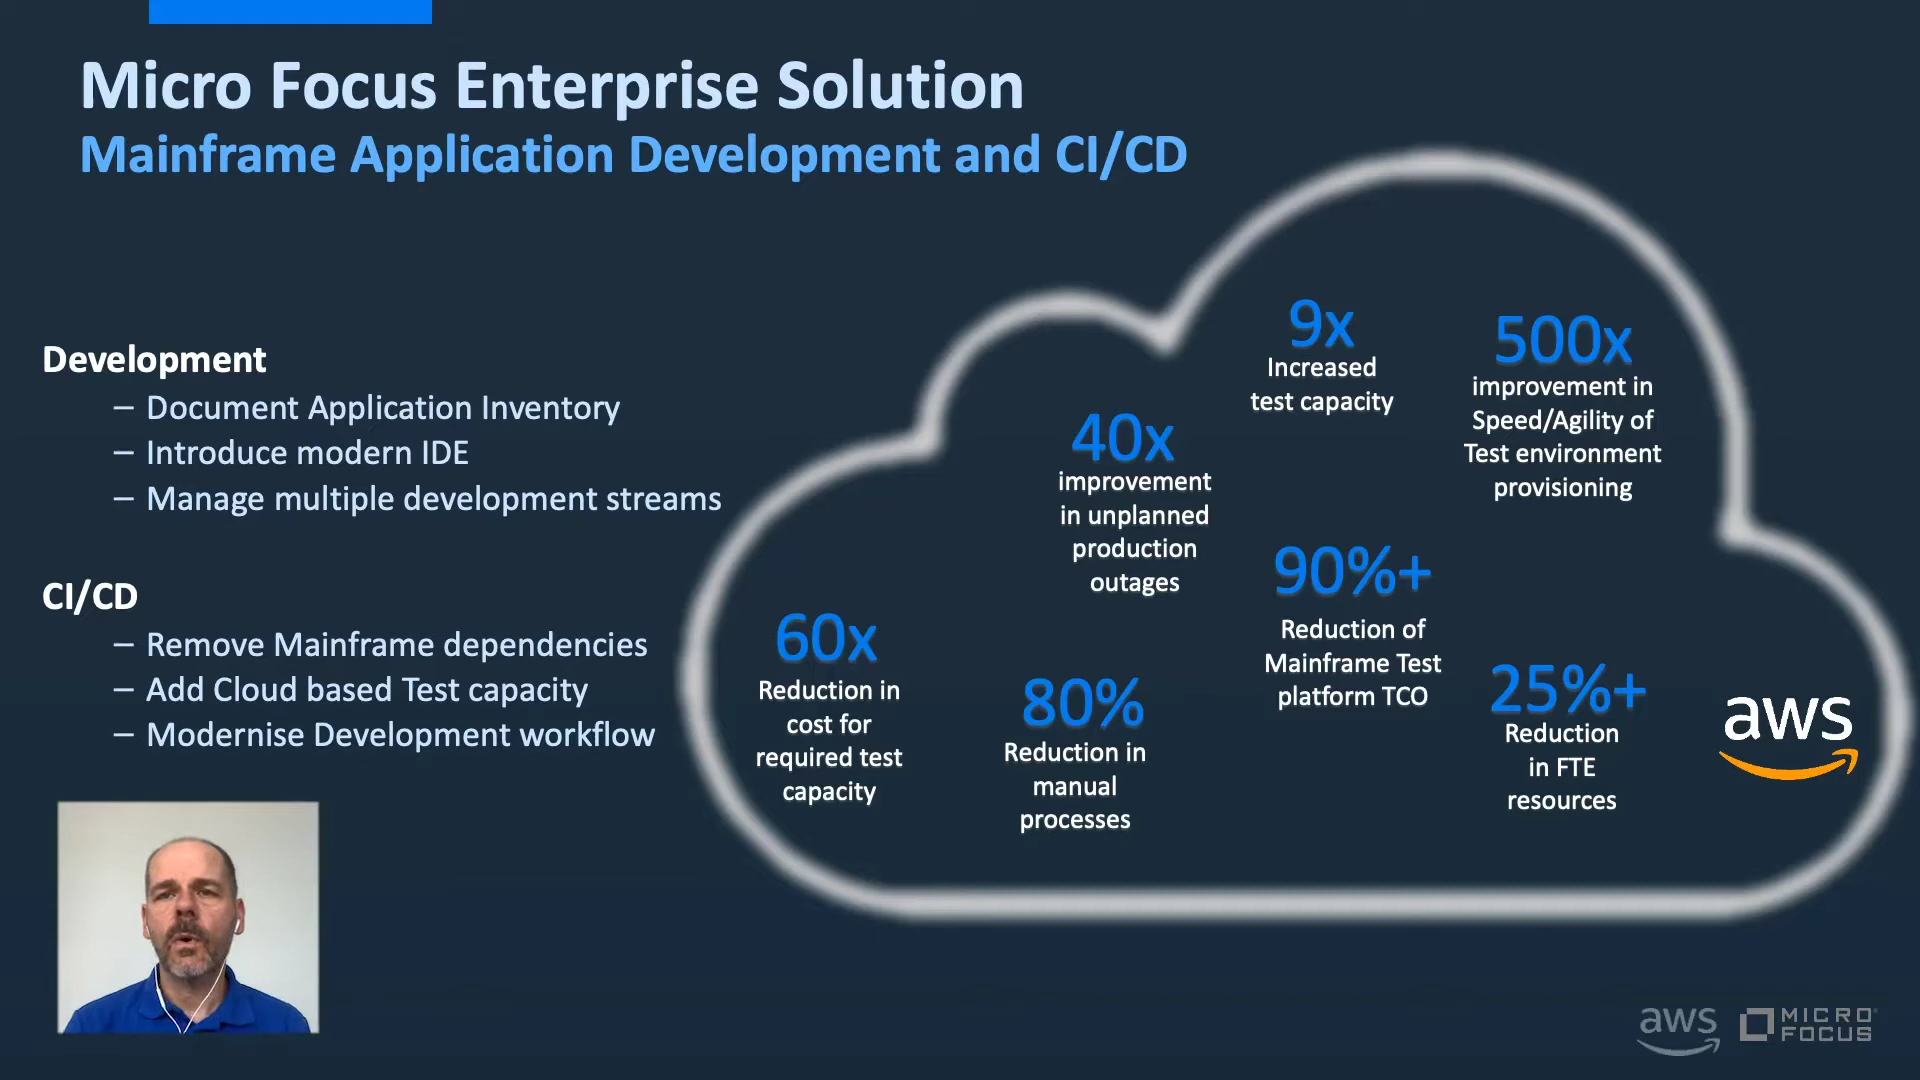 Micro Focus Enterprise Solution
Mainframe Application Development and CI/CD
Development
– Document Application Inventory
– Introduce modern IDE
– Manage multiple development streams
CI/CD
– Remove Mainframe dependencies
– Add Cloud based Test capacity
– Modernise Development workflow
60x
Reduction in
cost for
required test
capacity
40x
improvement
in unplanned
production
outages
80%
Reduction in
manual
processes
9x
Increased
test capacity
90%+
Reduction of
Mainframe Test
platform TCO
500x
improvement in
Speed/Agility of
Test environment
provisioning
25%+
Reduction
in FTE
resources
aws
aws
MICRO
FOCUS